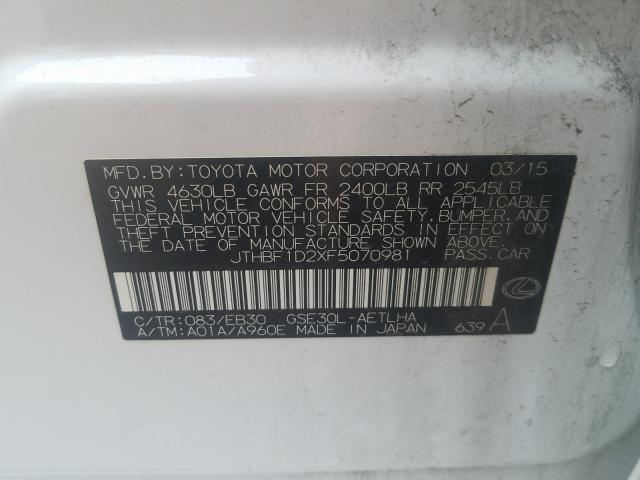 MFD.BY:TOYOTA MOTOR CORPORATION 03/15
GVWR 4630LB GAWR FR 2400LB RR 2545LB
THIS VEHICLE CONFORMS TO ALL APPLICABLE
FEDERAL MOTOR VEHICLE SAFETY,BUMPER,AND
THEFT PREVENTION STANDARDS IN EFFECT ON
THE DATE OF MANUFACTURE SHOWN ABOVE.
JTHBF1D2XF5070981 PASS.CAR
C/TR:083/EB30 GSE30L-AETLHA
A/TM:A01A/A960E MADE IN JAPAN 639 A